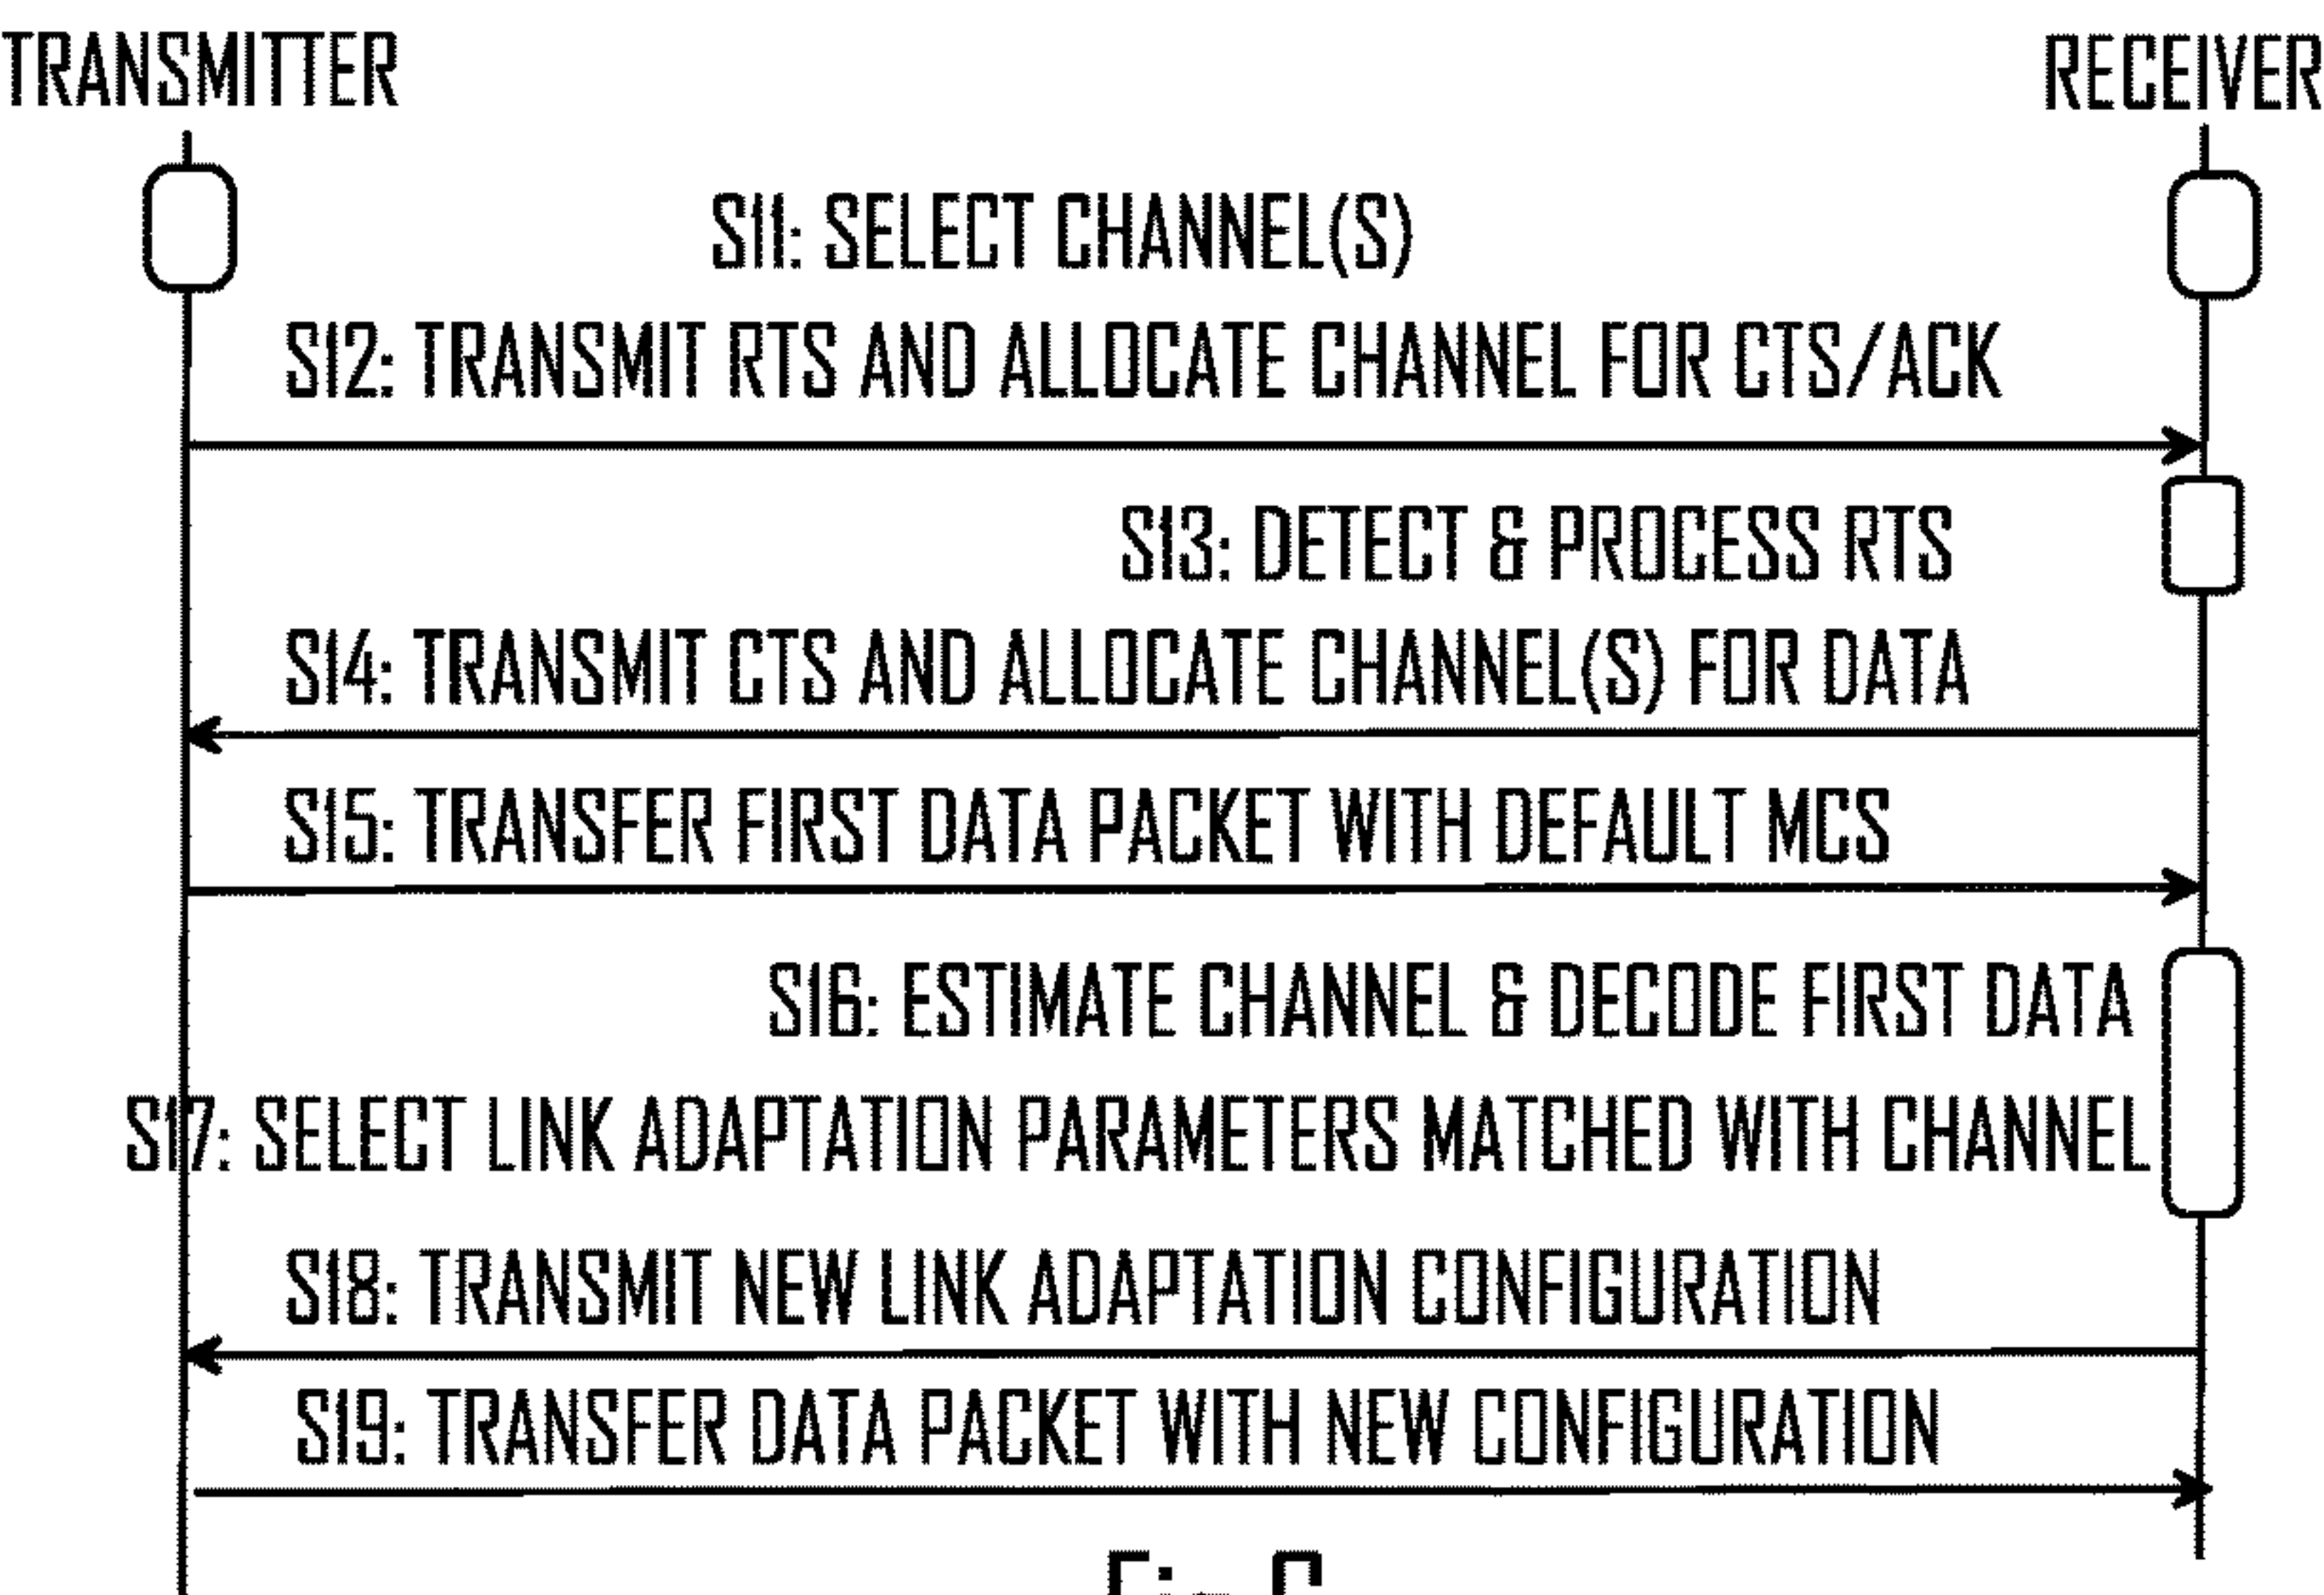 TRANSMITTER RECEIVER
S11: SELECT CHANNEL(S)
S12: TRANSMIT RTS AND ALLOCATE CHANNEL FOR CTS/ACK
S13: DETECT & PROCESS RTS
S14: TRANSMIT CTS AND ALLOCATE CHANNEL(S) FOR DATA
S15: TRANSFER FIRST DATA PACKET WITH DEFAULT MCS
S16: ESTIMATE CHANNEL & DECODE FIRST DATA
S17: SELECT LINK ADAPTATION PARAMETERS MATCHED WITH CHANNEL
S18: TRANSMIT NEW LINK ADAPTATION CONFIGURATION
S19: TRANSFER DATA PACKET WITH NEW CONFIGURATION